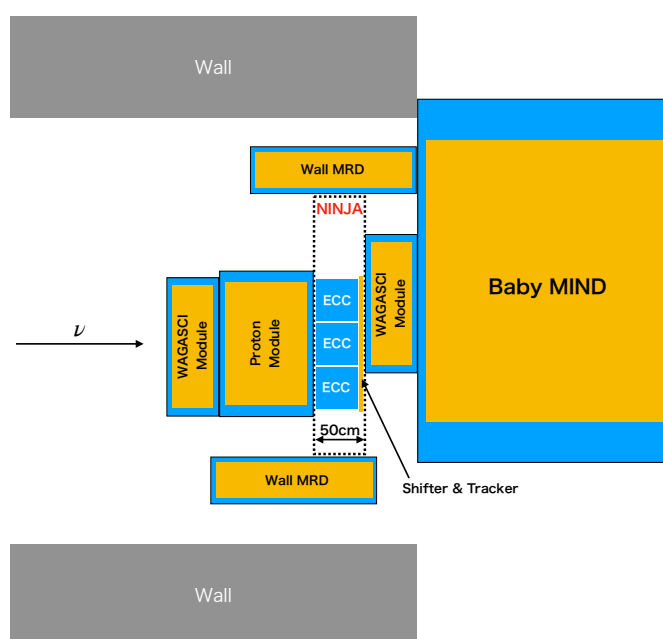 Wall
Wall MRD
NINJA
ECC
ECC
ECC
WAGASCI
Module
Proton
Module
WAGASCI
Module
Baby MIND
ν
50cm
Shifter & Tracker
Wall MRD
Wall